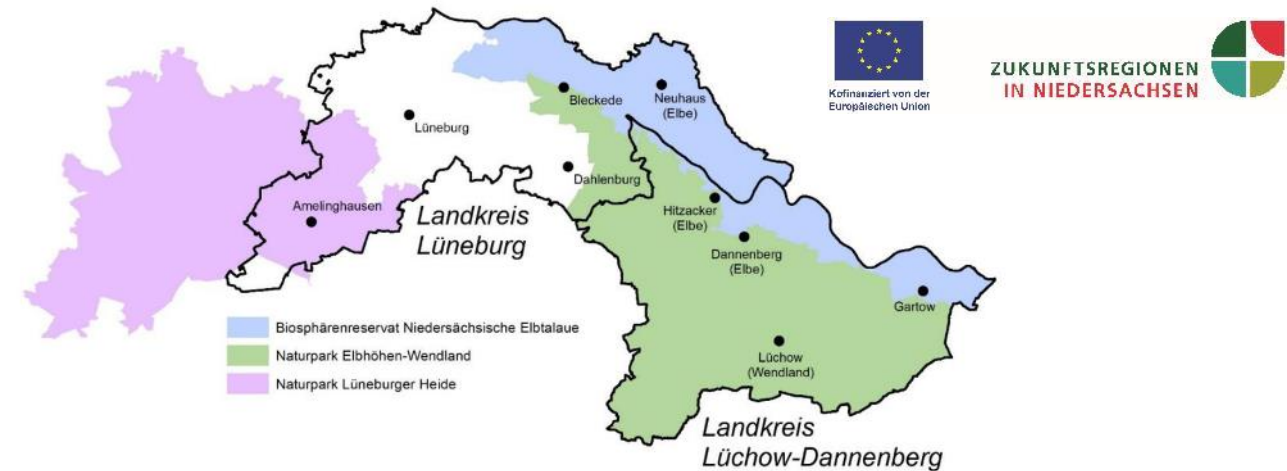 Kofinanziert von der
Europäischen Union
ZUKUNFTSREGIONEN
IN NIEDERSACHSEN
Bleckede
Neuhaus
(Elbe)
Lüneburg
Dahlenburg
Amelinghausen
Hitzacker
(Elbe)
Landkreis
Lüneburg
Dannenberg
(Elbe)
Gartow
Biosphärenreservat Niedersächsische Elbtalaue
Naturpark Elbhöhen-Wendland
Naturpark Lüneburger Heide
Lüchow
(Wendland)
Landkreis
Lüchow-Dannenberg